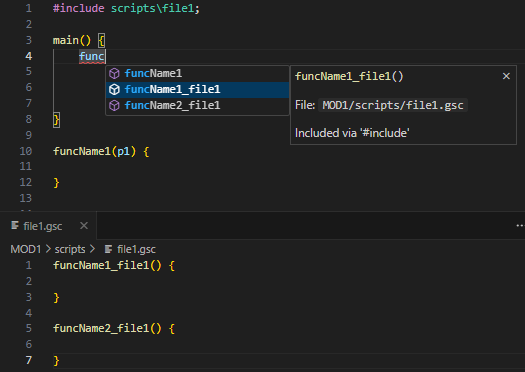 1 #include scripts\file1;
2
3 main() {
4 func
5
6
7
8 }
9
10 funcName1(p1) {
11
12 }
13
funcName1
funcName1_file1
funcName2_file1
funcName1_file1() ×
File: MOD1/scripts/file1.gsc
Included via '#include'
file1.gsc ×
MOD1 > scripts > file1.gsc
1 funcName1_file1() {
2
3 }
4
5 funcName2_file1() {
6
7 }